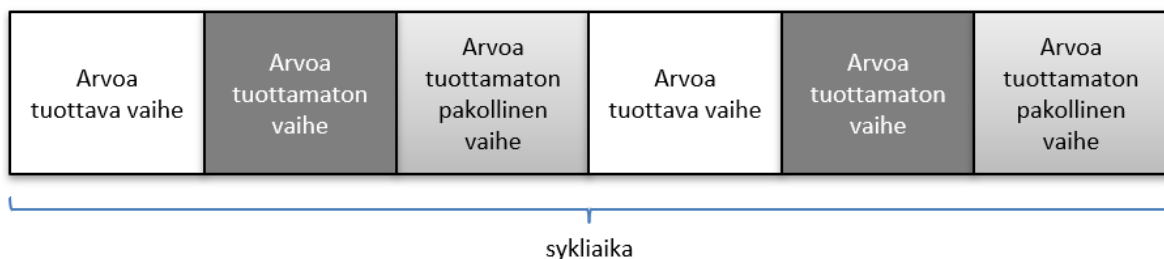 Arvoa
tuottava vaihe
Arvoa
tuottamaton
vaihe
Arvoa
tuottamaton
pakollinen
vaihe
Arvoa
tuottava vaihe
Arvoa
tuottamaton
vaihe
Arvoa
tuottamaton
pakollinen
vaihe
sykliaika